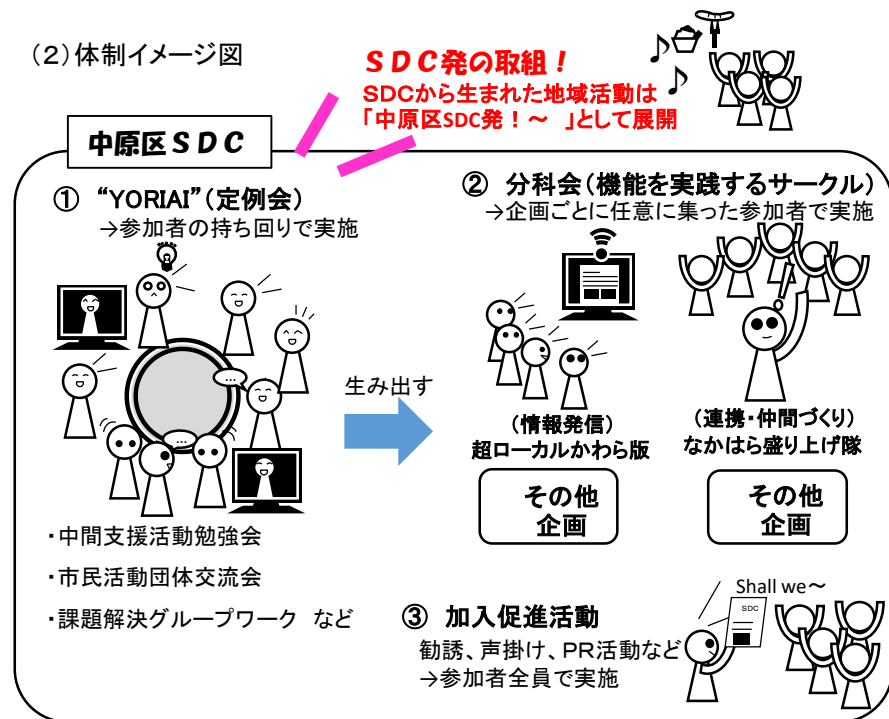 (2)体制イメージ図
SDC発の取組!
SDCから生まれた地域活動は
「中原区SDC発!~ 」として展開
中原区SDC
① “YORIAI”(定例会)
→参加者の持ち回りで実施
・中間支援活動勉強会
・市民活動団体交流会
・課題解決グループワーク など
生み出す
② 分科会(機能を実践するサークル)
→企画ごとに任意に集った参加者で実施
(情報発信)
超ローカルかわら版
(連携・仲間づくり)
なかはら盛り上げ隊
その他
企画
その他
企画
③ 加入促進活動
勧誘、声掛け、PR活動など
→参加者全員で実施
Shall we~
SDC